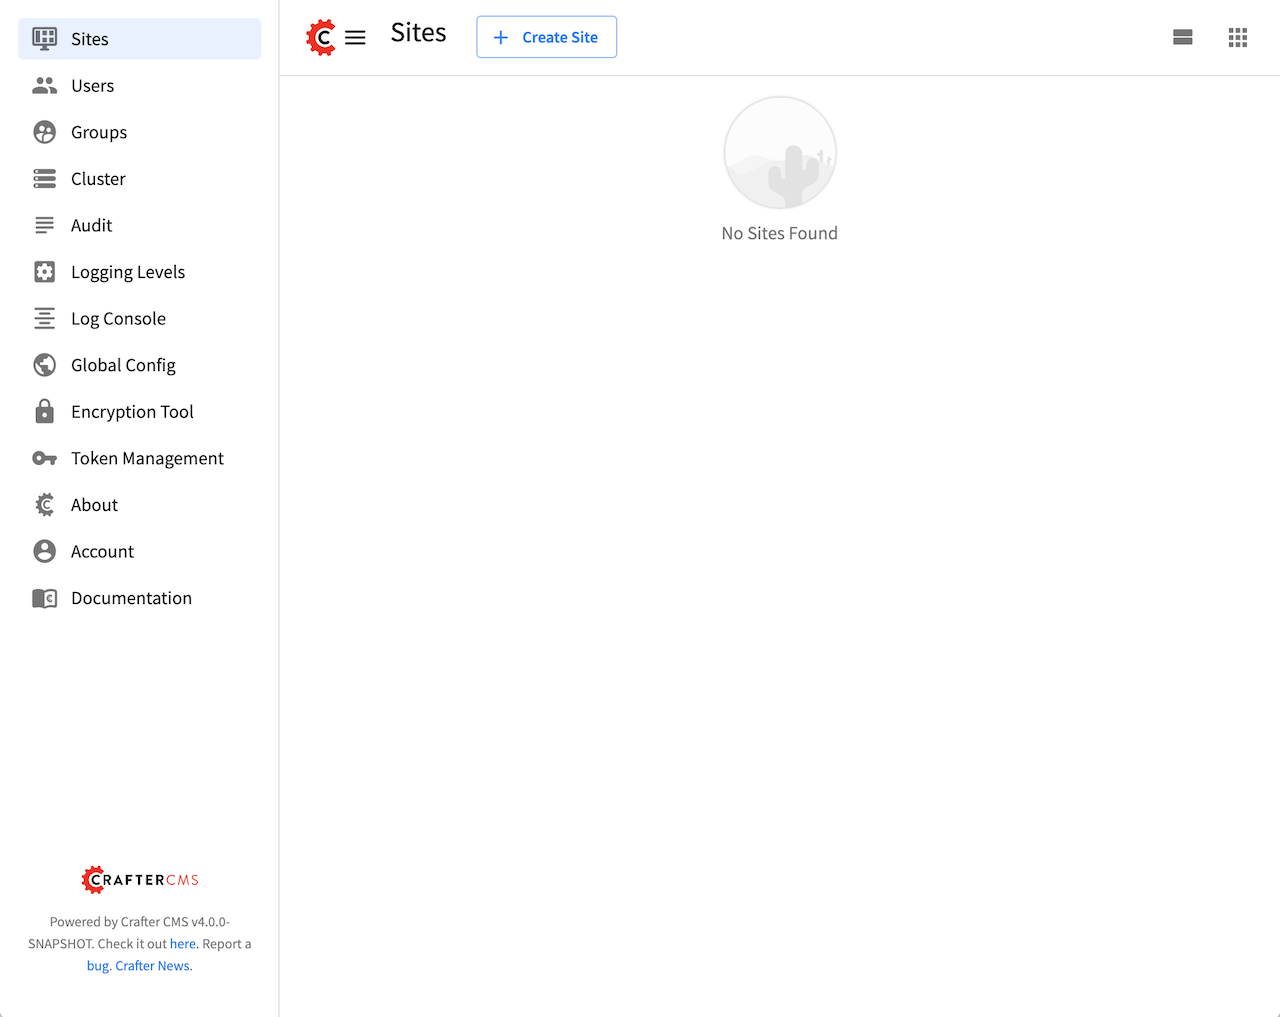 Sites
Users
Groups
Cluster
Audit
Logging Levels
Log Console
Global Config
Encryption Tool
Token Management
About
Account
Documentation
CRAFTERCMS
Powered by Crafter CMS v4.0.0-
SNAPSHOT. Check it out here. Report a
bug. Crafter News.
Sites
Create Site
No Sites Found